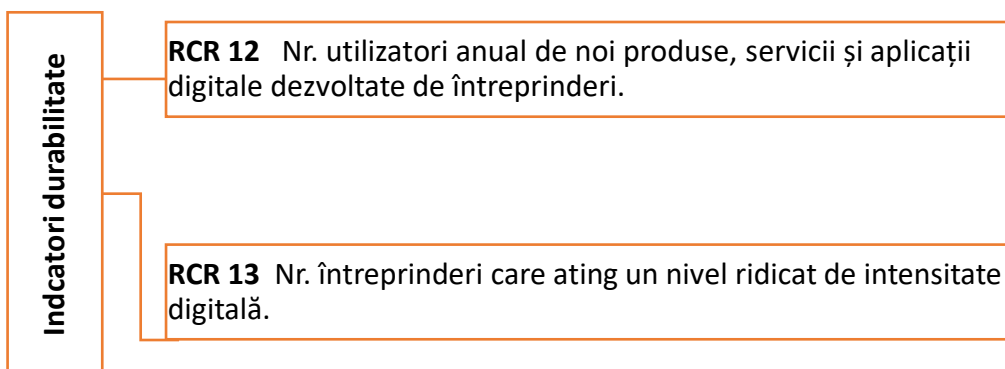 Indcatori durabilitate
RCR 12 Nr. utilizatori anual de noi produse, servicii și aplicații
digitale dezvoltate de întreprinderi.
RCR 13 Nr. întreprinderi care ating un nivel ridicat de intensitate
digitală.